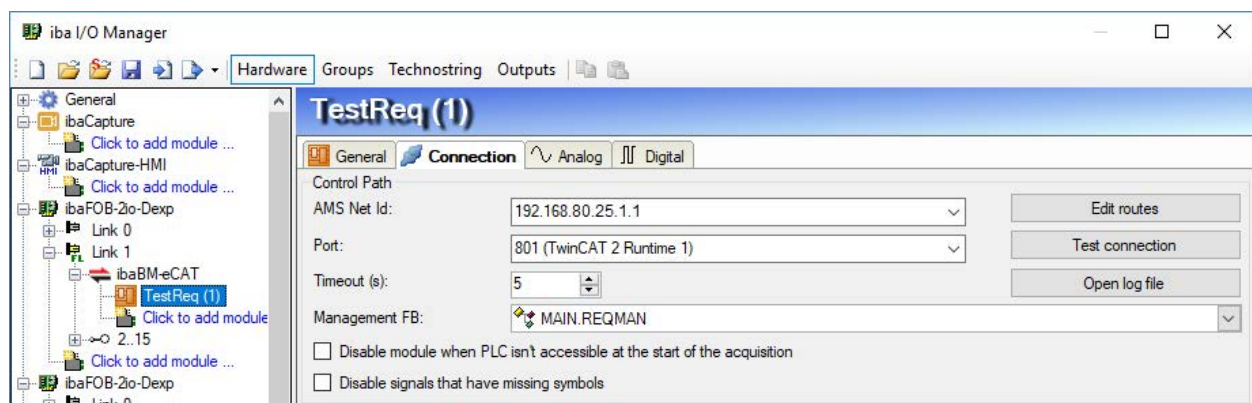 iba I/O Manager
Hardware Groups Technostring Outputs
General
ibaCapture
Click to add module ...
HMI ibaCapture-HMI
Click to add module ...
ibaFOB-2io-Dexp
Link 0
FL Link 1
ibaBM-eCAT
TestReq (1)
Click to add module
2..15
Click to add module ...
ibaFOB-2io-Dexp
TestReq (1)
General Connection Analog Digital
Control Path
AMS Net Id: 192.168.80.25.1.1 Edit routes
Port: 801 (TwinCAT 2 Runtime 1) Test connection
Timeout (s): 5 Open log file
Management FB: MAIN.REQMAN
Disable module when PLC isn't accessible at the start of the acquisition
Disable signals that have missing symbols